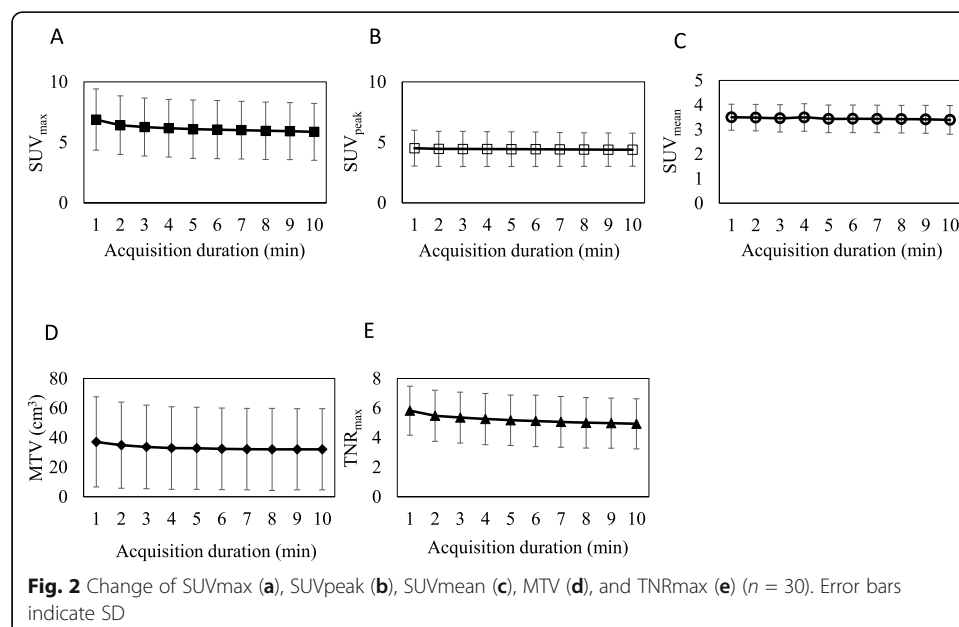 A
SUVmax
10
5
0
1 2 3 4 5 6 7 8 9 10
Acquisition duration (min)
B
SUVpeak
10
5
0
1 2 3 4 5 6 7 8 9 10
Acquisition duration (min)
C
SUVmean
5
4
3
2
1
0
1 2 3 4 5 6 7 8 9 10
Acquisition duration (min)
D
MTV (cm³)
80
60
40
20
0
1 2 3 4 5 6 7 8 9 10
Acquisition duration (min)
E
TNRmax
8
6
4
2
0
1 2 3 4 5 6 7 8 9 10
Acquisition duration (min)
Fig. 2 Change of SUVmax (a), SUVpeak (b), SUVmean (c), MTV (d), and TNRmax (e) (n = 30). Error bars
indicate SD